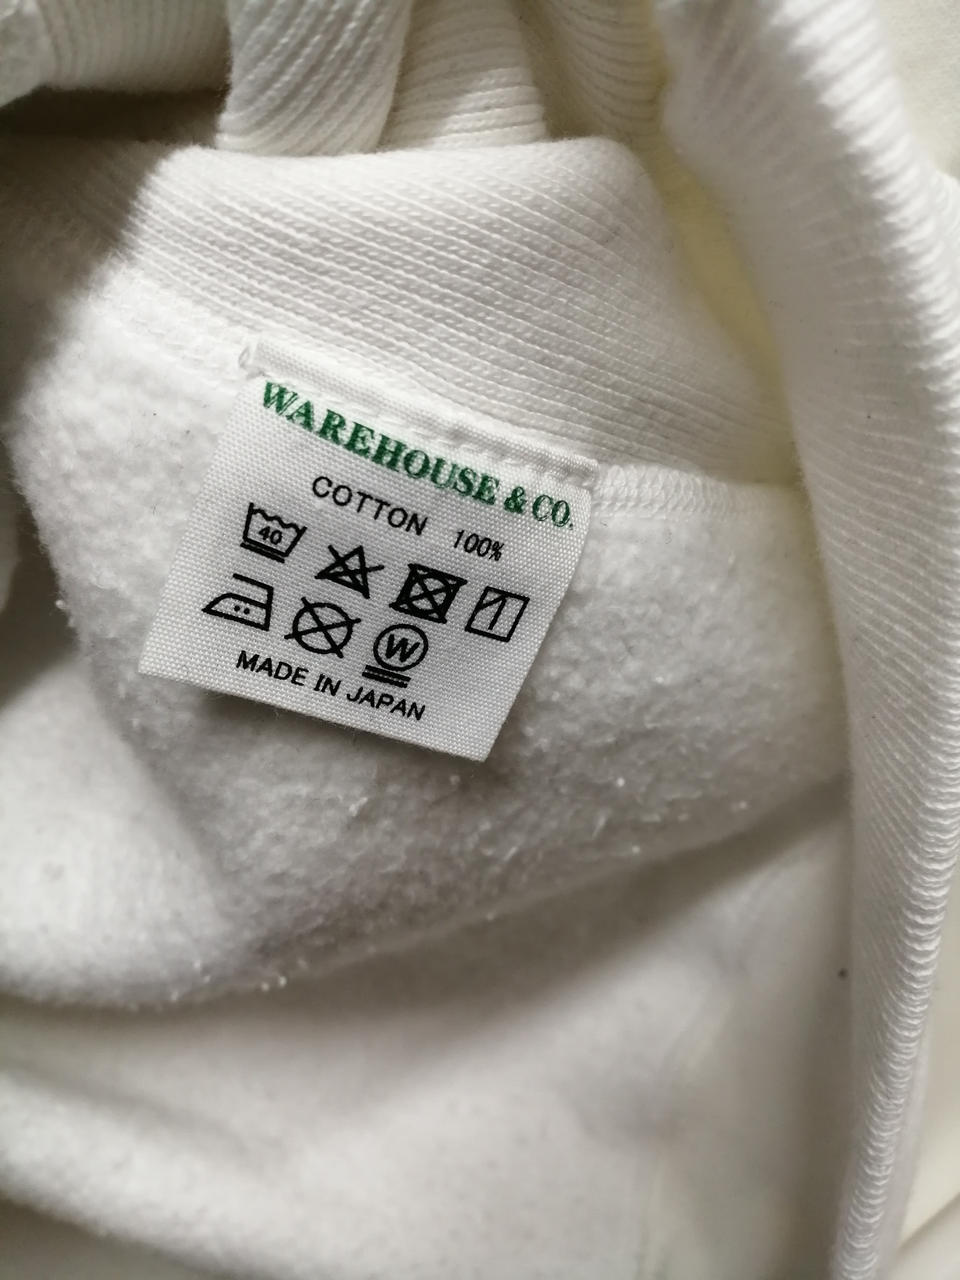 WAREHOUSE & CO.
COTTON 100%
40
W
MADE IN JAPAN